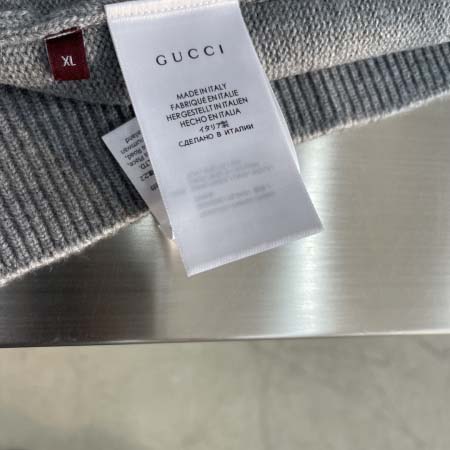 XL
GUCCI
MADE IN ITALY
FABRIQUÉ EN ITALIE
HERGESTELLT IN ITALIEN
HECHO EN ITALIA
イタリア製
СДЕЛАНО В ИТАЛИИ